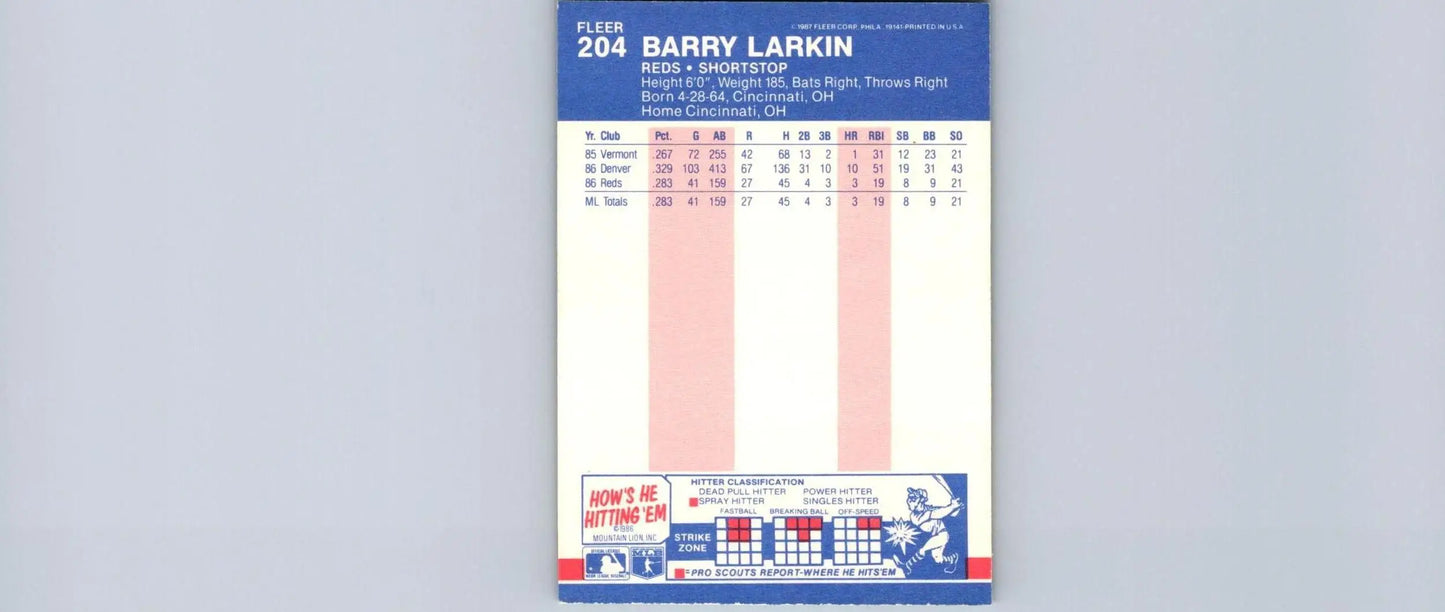 FLEER
204 BARRY LARKIN
©1987 FLEER CORP. PHILA. 19141-PRINTED IN U.S.A.
REDS • SHORTSTOP
Height 6'0", Weight 185, Bats Right, Throws Right
Born 4-28-64, Cincinnati, OH
Home Cincinnati, OH
Yr. Club Pct. G AB R H 2B 3B HR RBI SB BB SO
85 Vermont .267 72 255 42 68 13 2 1 31 12 23 21
86 Denver .329 103 413 67 136 31 10 10 51 19 31 43
86 Reds .283 41 159 27 45 4 3 3 19 8 9 21
ML Totals .283 41 159 27 45 4 3 3 19 8 9 21
HOW'S HE
HITTING 'EM
©1986
MOUNTAIN LION, INC
HITTER CLASSIFICATION
DEAD PULL HITTER POWER HITTER
SPRAY HITTER SINGLES HITTER
FASTBALL BREAKING BALL OFF-SPEED
STRIKE
ZONE
=PRO SCOUTS REPORT-WHERE HE HITS'EM